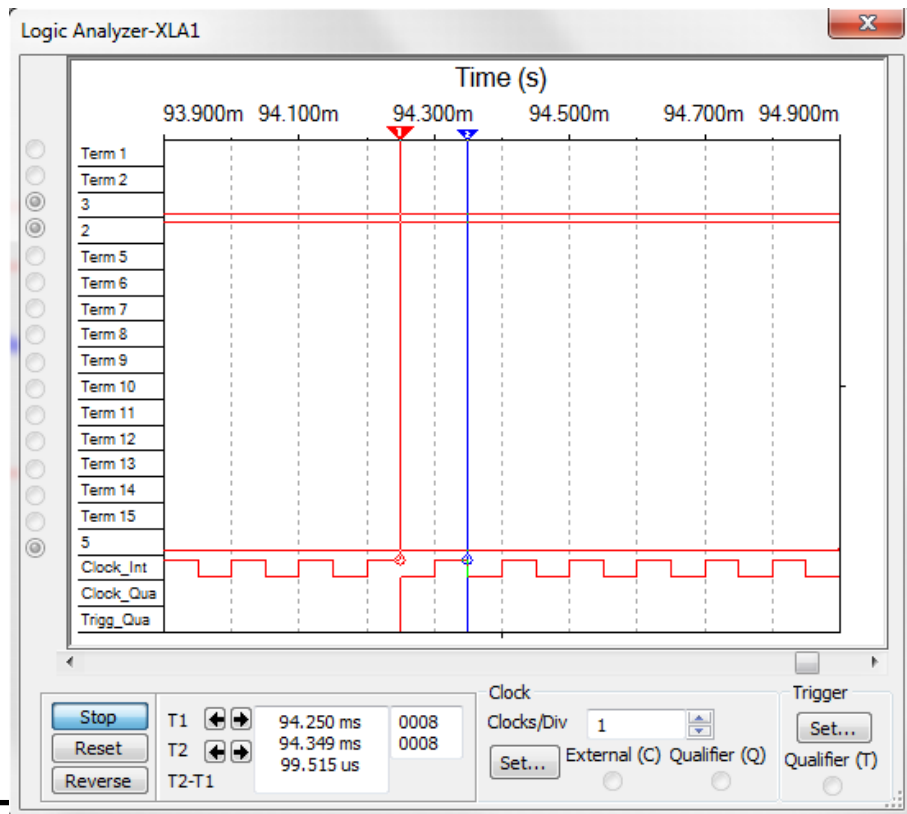 Logic Analyzer-XLA1
x
Time (s)
93.900m 94.100m 94.300m 94.500m 94.700m 94.900m
1 2
Term 1
Term 2
3
2
Term 5
Term 6
Term 7
Term 8
Term 9
Term 10
Term 11
Term 12
Term 13
Term 14
Term 15
5
Clock_Int
Clock_Qua
Trigg_Qua
Stop
Reset
Reverse
T1 94.250 ms 0008
T2 94.349 ms 0008
T2-T1 99.515 us
Clock
Clocks/Div 1
Set... External (C) Qualifier (Q)
Trigger
Set...
Qualifier (T)